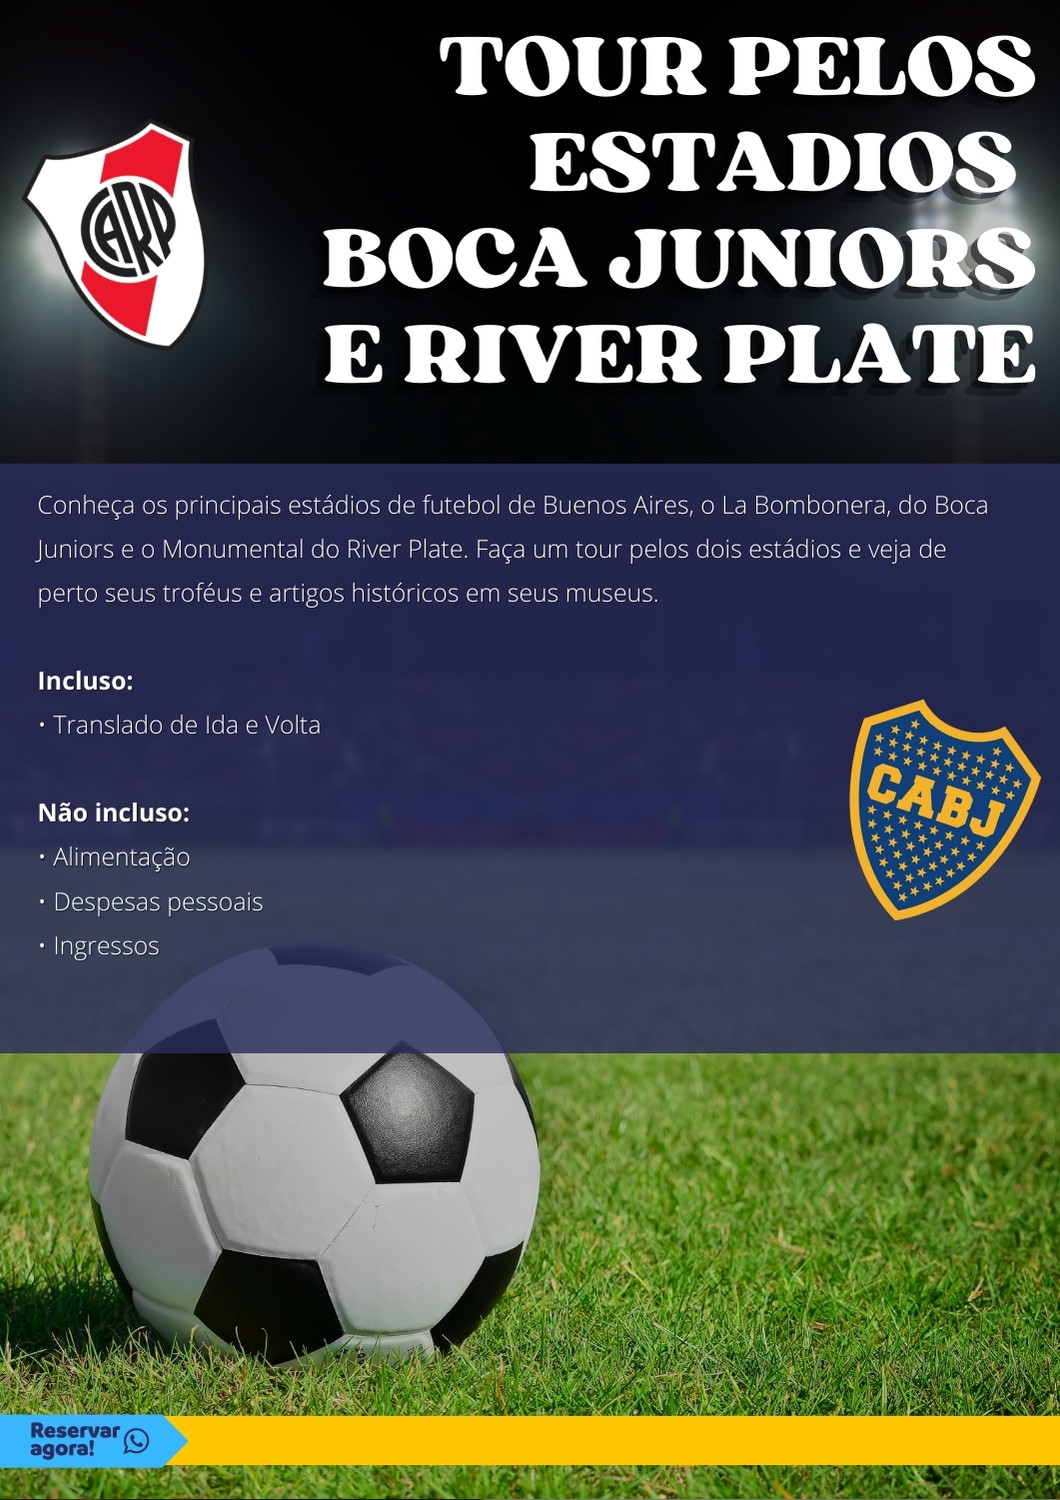 TOUR PELOS
ESTADIOS
BOCA JUNIORS
E RIVER PLATE
CARP
Conheça os principais estádios de futebol de Buenos Aires, o La Bombonera, do Boca
Juniors e o Monumental do River Plate. Faça um tour pelos dois estádios e veja de
perto seus troféus e artigos históricos em seus museus.
Incluso:
• Translado de Ida e Volta
CABJ
Não incluso:
• Alimentação
• Despesas pessoais
• Ingressos
Reservar
agora!